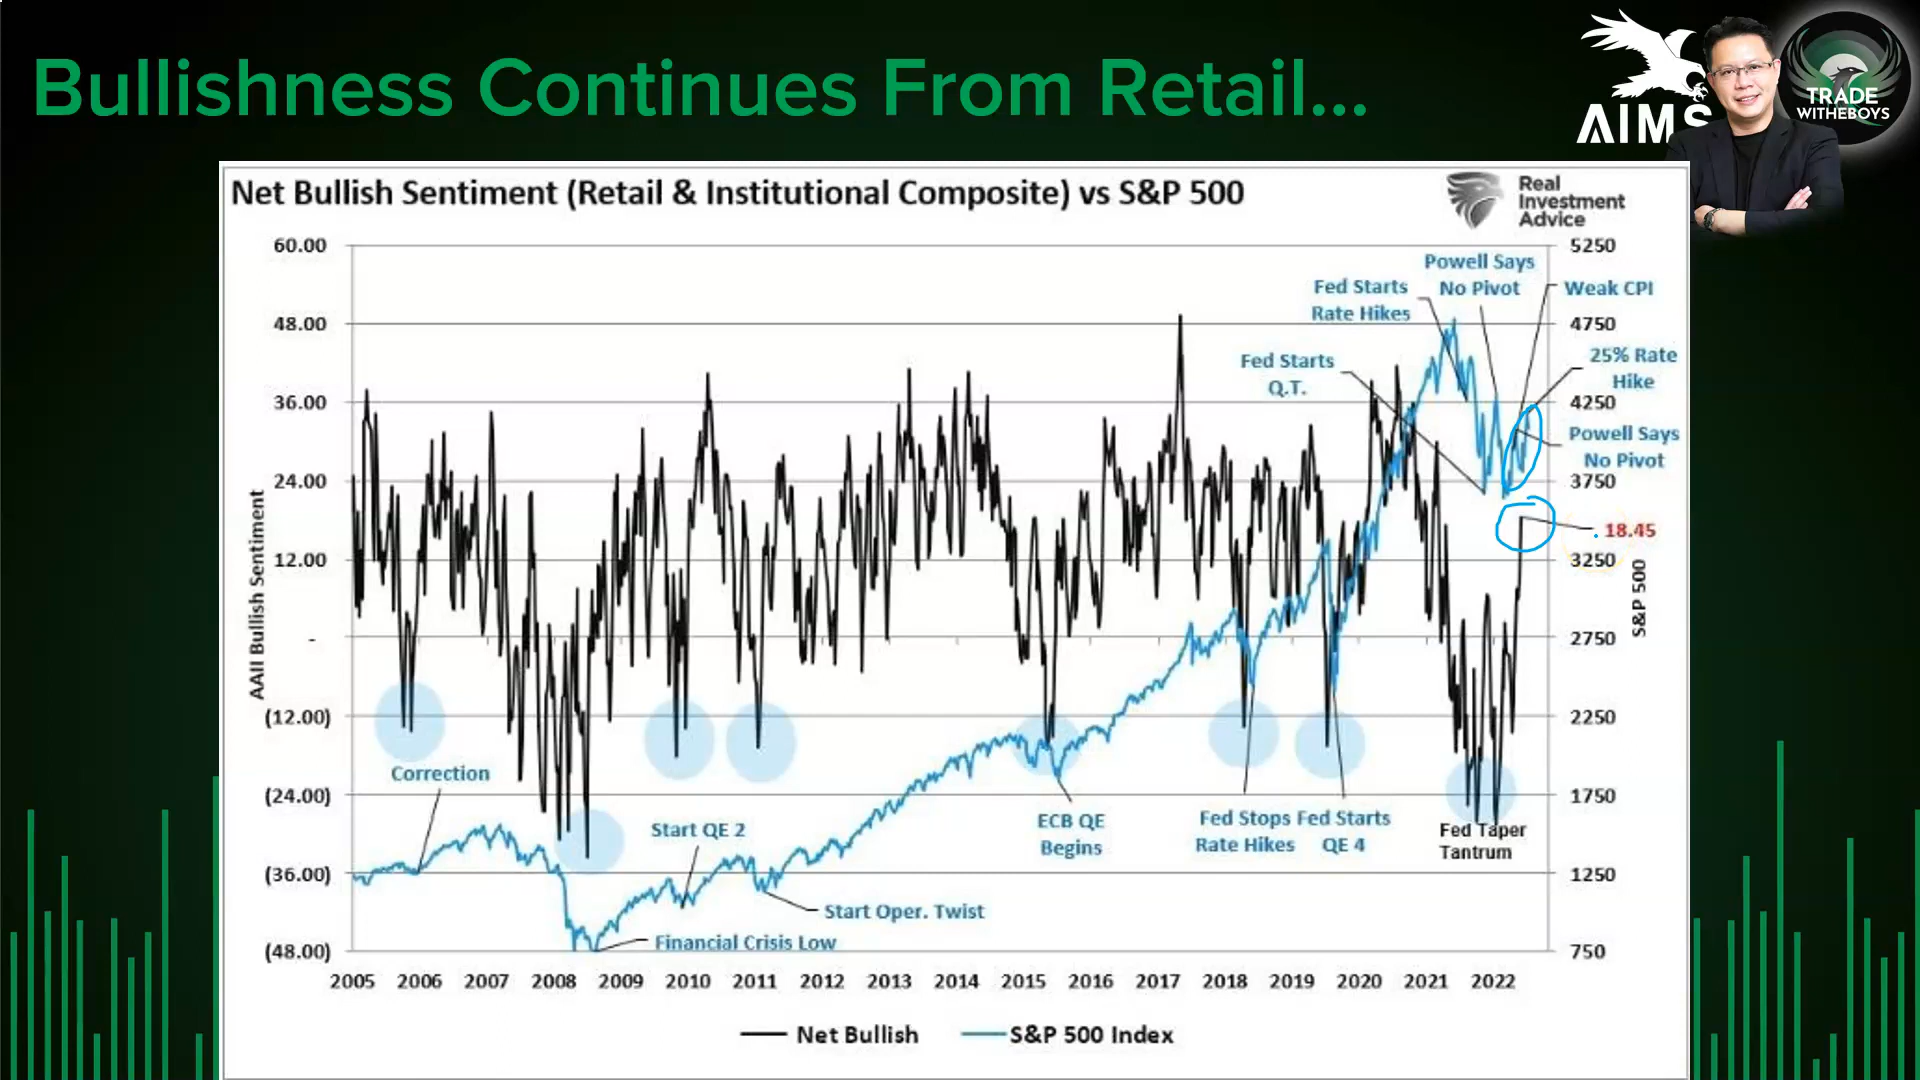 Bullishness Continues From Retail...
AIMS
TRADE
WITHEBOYS
Net Bullish Sentiment (Retail & Institutional Composite) vs S&P 500
Real
Investment
Advice
60.00
48.00
36.00
24.00
12.00
-
(12.00)
(24.00)
(36.00)
(48.00)
AAII Bullish Sentiment
5250
4750
4250
3750
3250
2750
2250
1750
1250
750
S&P 500
Powell Says
No Pivot
Fed Starts
Rate Hikes
Weak CPI
Fed Starts
Q.T.
25% Rate
Hike
Powell Says
No Pivot
18.45
Correction
Start QE 2
ECB QE
Begins
Fed Stops
Rate Hikes
Fed Starts
QE 4
Fed Taper
Tantrum
Start Oper. Twist
Financial Crisis Low
2005 2006 2007 2008 2009 2010 2011 2012 2013 2014 2015 2016 2017 2018 2019 2020 2021 2022
Net Bullish
S&P 500 Index